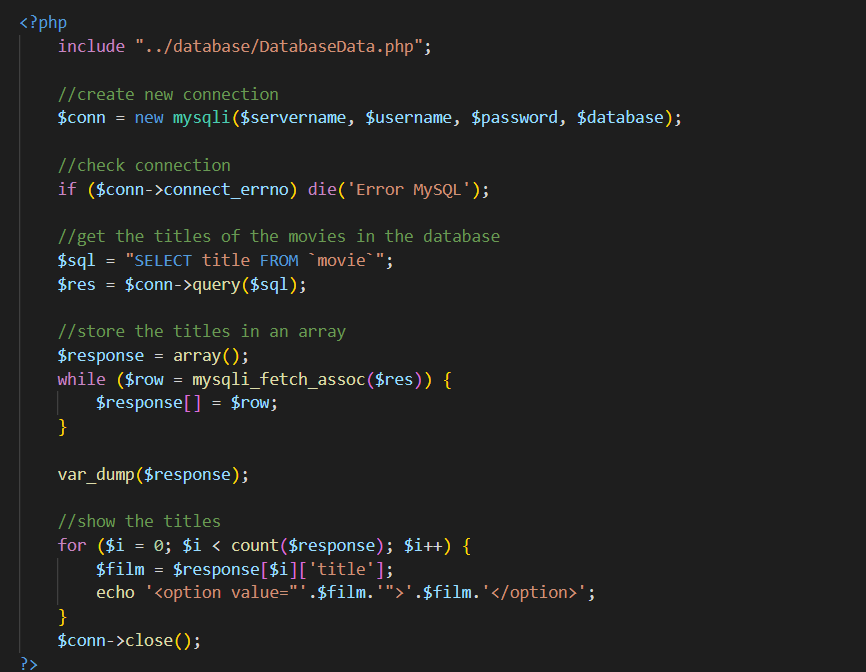 <?php
include "../database/DatabaseData.php";
//create new connection
$conn = new mysqli($servername, $username, $password, $database);
//check connection
if ($conn->connect_errno) die('Error MySQL');
//get the titles of the movies in the database
$sql = "SELECT title FROM `movie`";
$res = $conn->query($sql);
//store the titles in an array
$response = array();
while ($row = mysqli_fetch_assoc($res)) {
$response[] = $row;
}
var_dump($response);
//show the titles
for ($i = 0; $i < count($response); $i++) {
$film = $response[$i]['title'];
echo '<option value="'.$film.'">'.$film.'</option>';
}
$conn->close();
?>